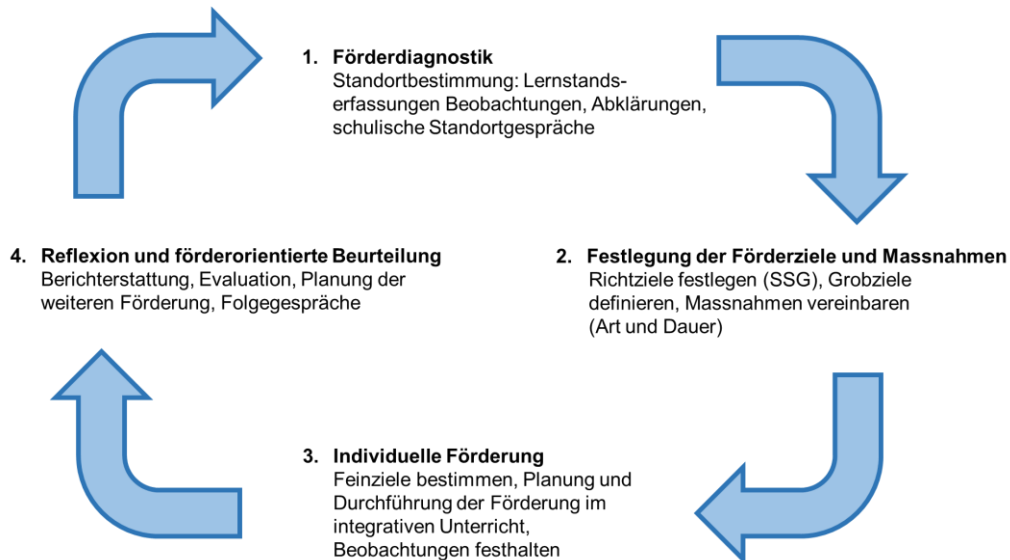 1. Förderdiagnostik
Standortbestimmung: Lernstands-
erfassungen Beobachtungen, Abklärungen,
schulische Standortgespräche
2. Festlegung der Förderziele und Massnahmen
Richtziele festlegen (SSG), Grobziele
definieren, Massnahmen vereinbaren
(Art und Dauer)
3. Individuelle Förderung
Feinziele bestimmen, Planung und
Durchführung der Förderung im
integrativen Unterricht,
Beobachtungen festhalten
4. Reflexion und förderorientierte Beurteilung
Berichterstattung, Evaluation, Planung der
weiteren Förderung, Folgegespräche